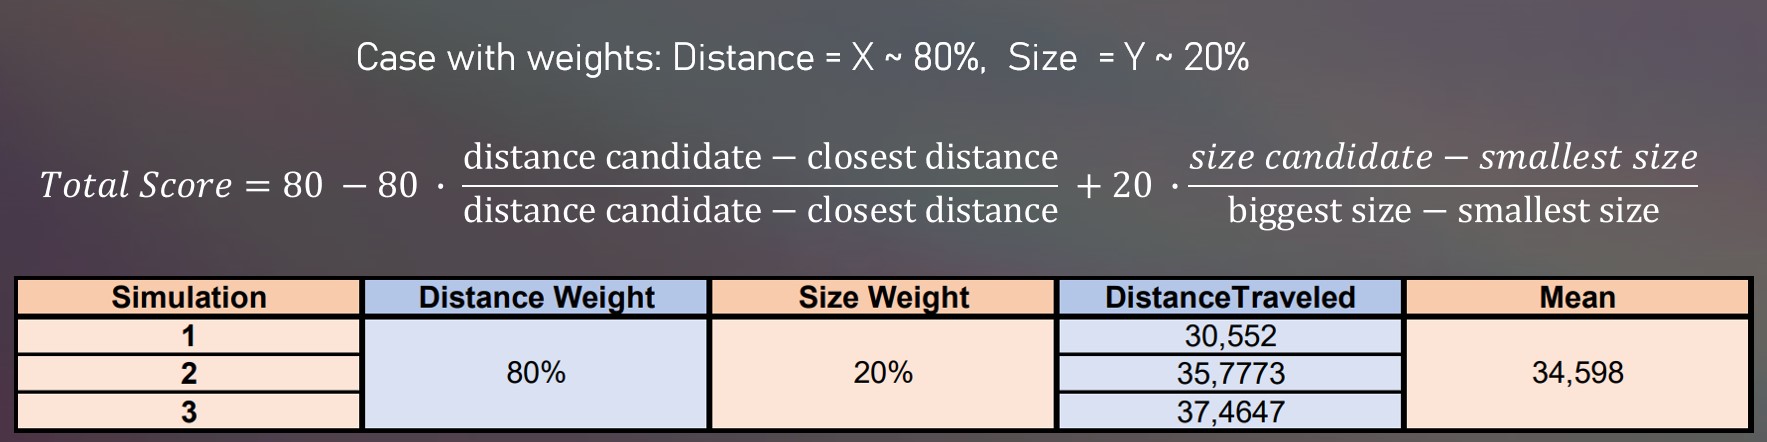 Case with weights: Distance = X ~ 80%, Size = Y ~ 20%
Total Score = 80 − 80 · (distance candidate − closest distance) / (distance candidate − closest distance) + 20 · (size candidate − smallest size) / (biggest size − smallest size)
Simulation Distance Weight Size Weight DistanceTraveled Mean
1 30,552
2 80% 20% 35,7773 34,598
3 37,4647